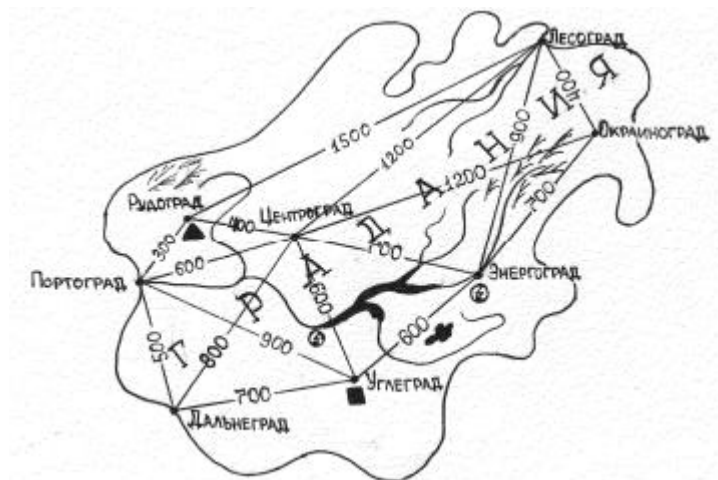 Лесоград
400
Я
И
Н
А
Д
А
Р
Г
900
Окраиноград
1500
1200
1200
700
Рудоград
400
Центроград
300
600
700
Портоград
600
Энергоград
500
800
900
600
700
Углеград
Дальнеград